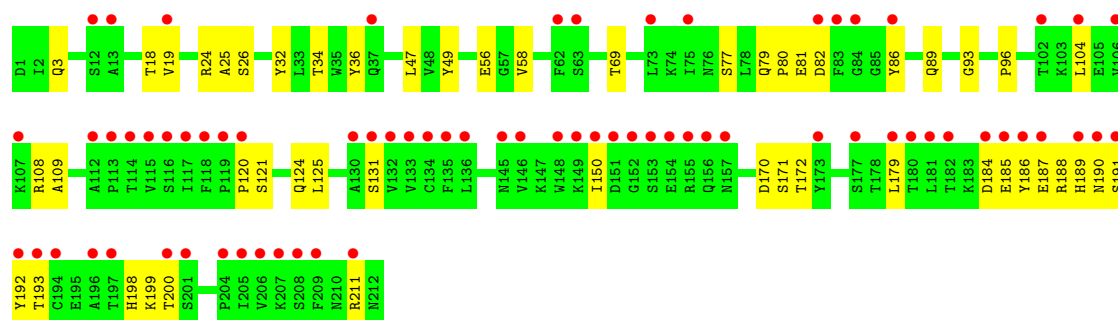 D1 I2 Q3 S12 A13 T18 V19 R24 A25 S26 Y32 L33 T34 W35 Y36 Q37 L47 V48 Y49 E56 G57 V58 F62 S63 T69 L73 K74 I75 N76 S77 L78 Q79 P80 E81 D82 F83 G84 G85 Y86 Q89 G93 P96 T102 K103 L104 E105 V106
K107 R108 A109 A112 P113 T114 V115 S116 I117 F118 P119 P120 S121 Q124 L125 A130 S131 V132 V133 C134 F135 L136 N145 V146 K147 W148 K149 I150 D151 G152 S153 E154 R155 Q156 N157 D170 S171 T172 Y173 S177 T178 L179 T180 L181 T182 K183 D184 E185 Y186 E187 R188 H189 N190 S191
Y192 T193 C194 E195 A196 T197 H198 K199 T200 S201 P204 I205 V206 K207 S208 F209 N210 R211 N212